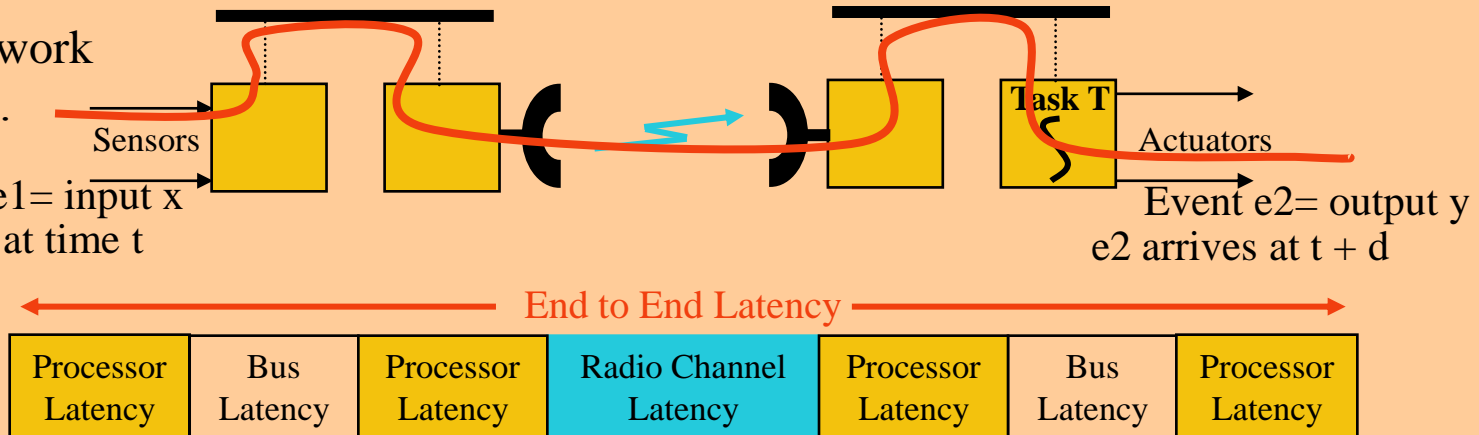 work
.
Sensors
e1= input x
at time t
Task T
Actuators
Event e2= output y
e2 arrives at t + d
End to End Latency
Processor Latency
Bus Latency
Processor Latency
Radio Channel Latency
Processor Latency
Bus Latency
Processor Latency